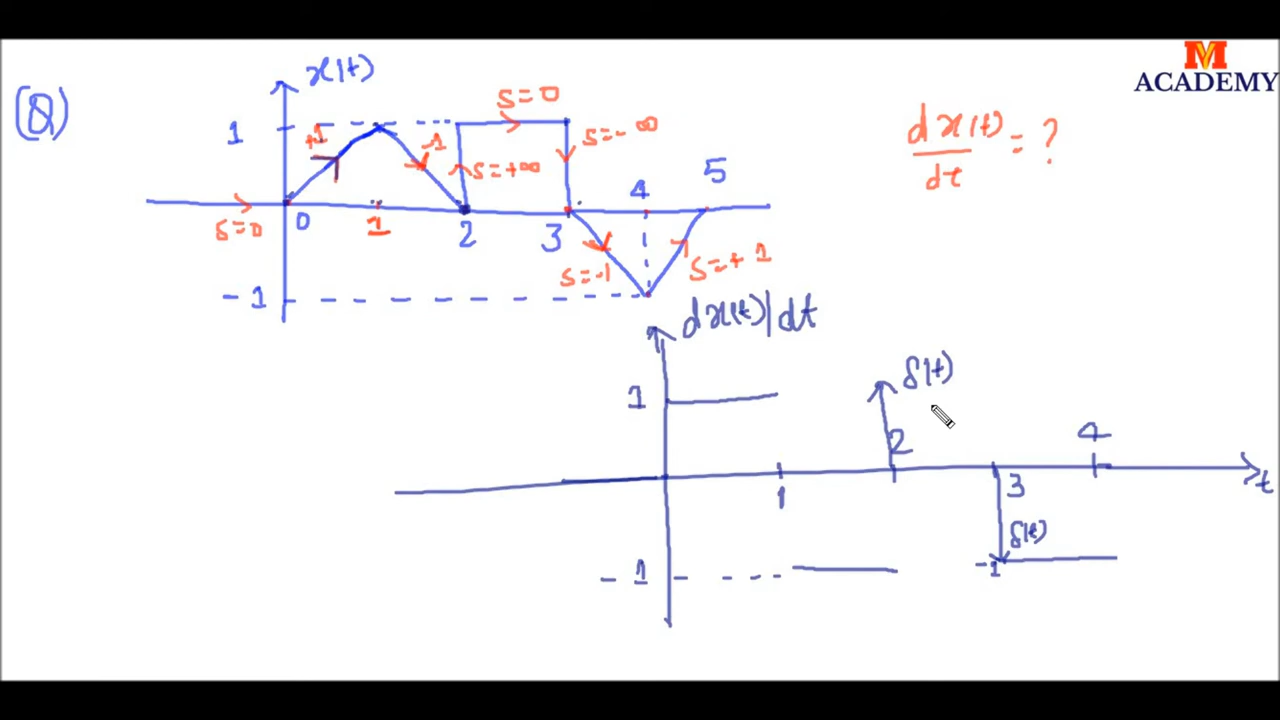 M
ACADEMY
(Q)
x(t)
1
+1
-1
s=0
s=-∞
s=+∞
dx(t)/dt = ?
s=0
0
1
2
3
4
5
s=-1
s=+1
-1
dx(t)|dt
1
δ(t)
2
4
1
3
t
δ(t)
-1
-1